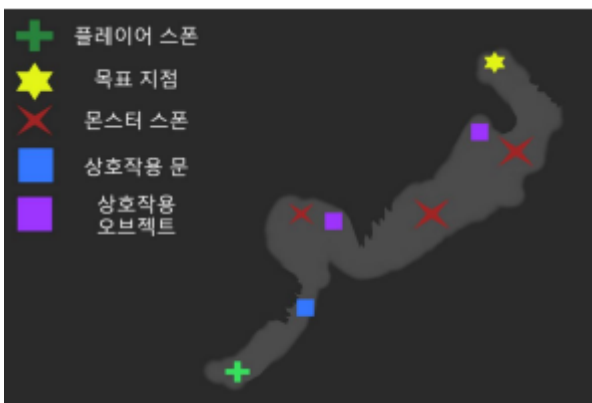 플레이어 스폰
목표 지점
몬스터 스폰
상호작용 문
상호작용
오브젝트